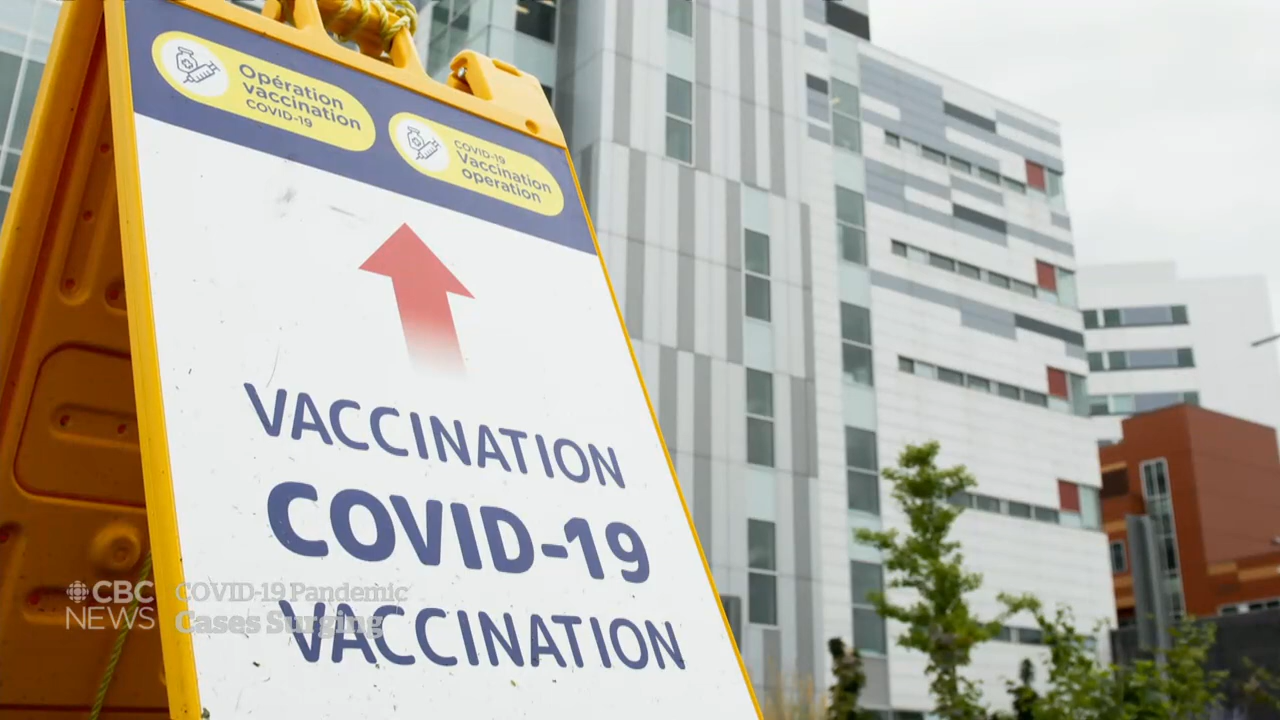 Opération
vaccination
COVID-19
COVID-19
Vaccination
operation
VACCINATION
COVID-19
VACCINATION
CBC
NEWS
COVID-19 Pandemic
Cases Surging